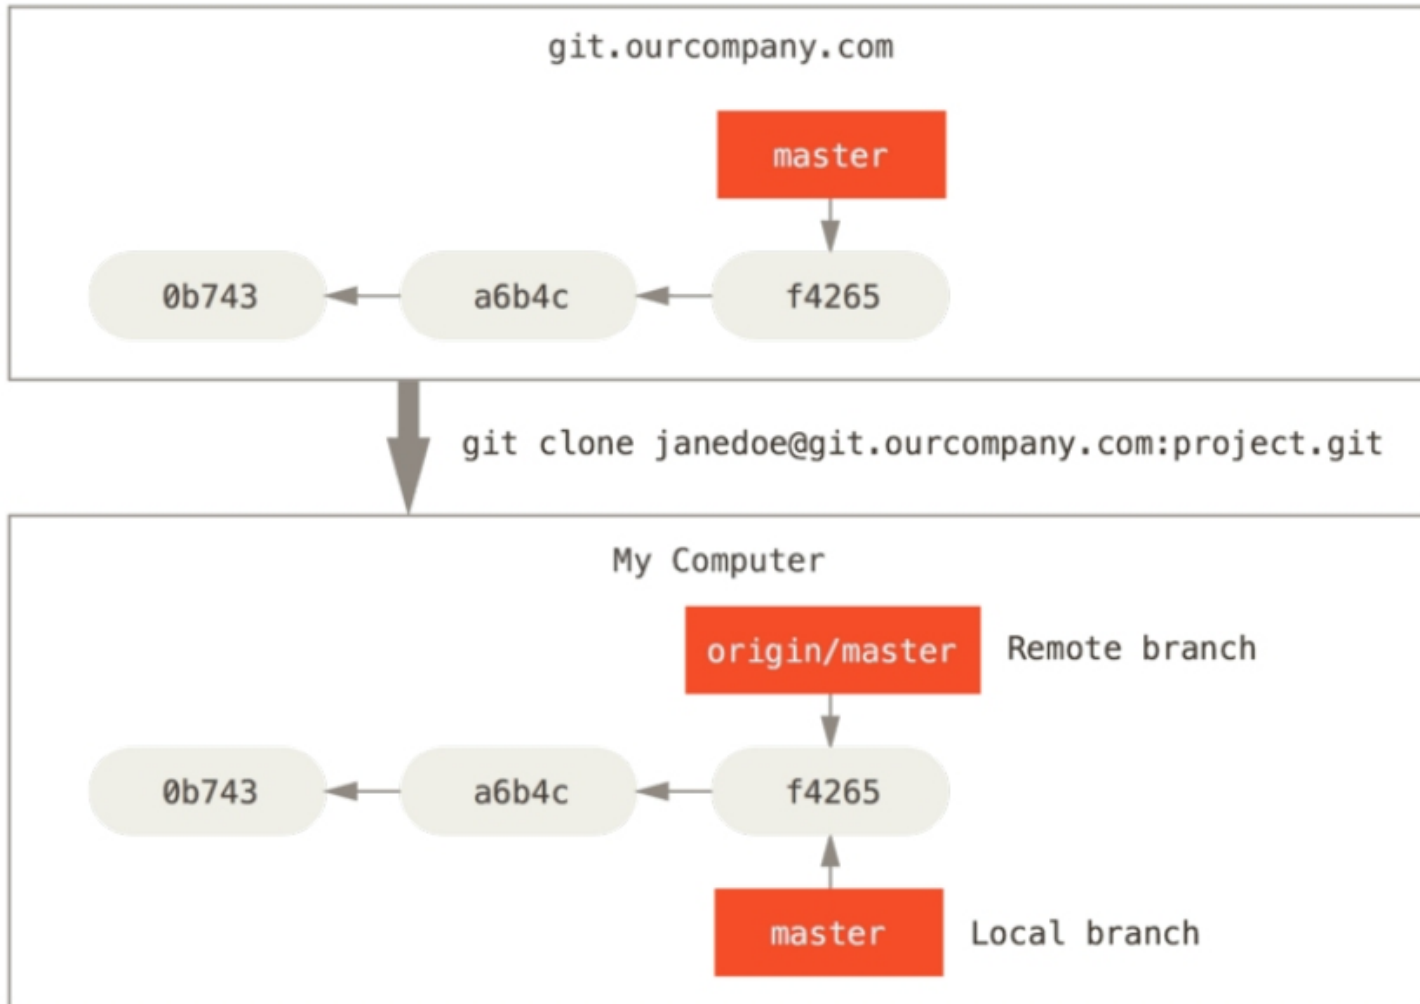 git.ourcompany.com
master
0b743 a6b4c f4265
git clone janedoe@git.ourcompany.com:project.git
My Computer
origin/master Remote branch
0b743 a6b4c f4265
master Local branch